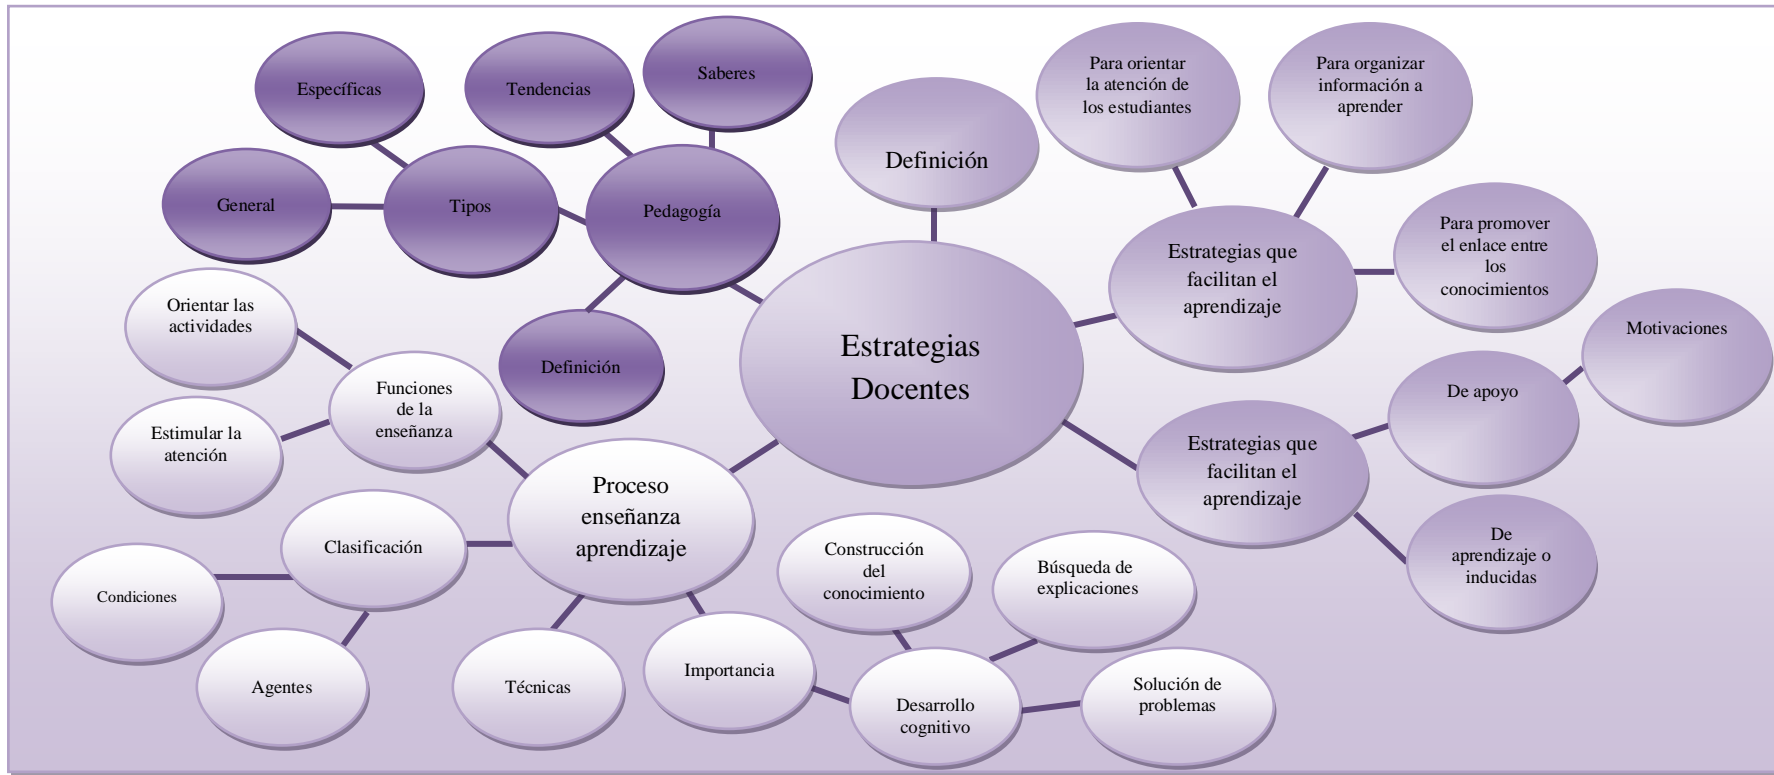 Específicas
Tendencias
Saberes
General
Tipos
Pedagogía
Definición
Definición
Para orientar
la atención de
los estudiantes
Para organizar
información a
aprender
Estrategias que
facilitan el
aprendizaje
Para promover
el enlace entre
los
conocimientos
Estrategias
Docentes
Motivaciones
De apoyo
Estrategias que
facilitan el
aprendizaje
De
aprendizaje o
inducidas
Orientar las
actividades
Funciones
de la
enseñanza
Estimular la
atención
Proceso
enseñanza
aprendizaje
Clasificación
Condiciones
Agentes
Técnicas
Importancia
Construcción
del
conocimiento
Búsqueda de
explicaciones
Desarrollo
cognitivo
Solución de
problemas